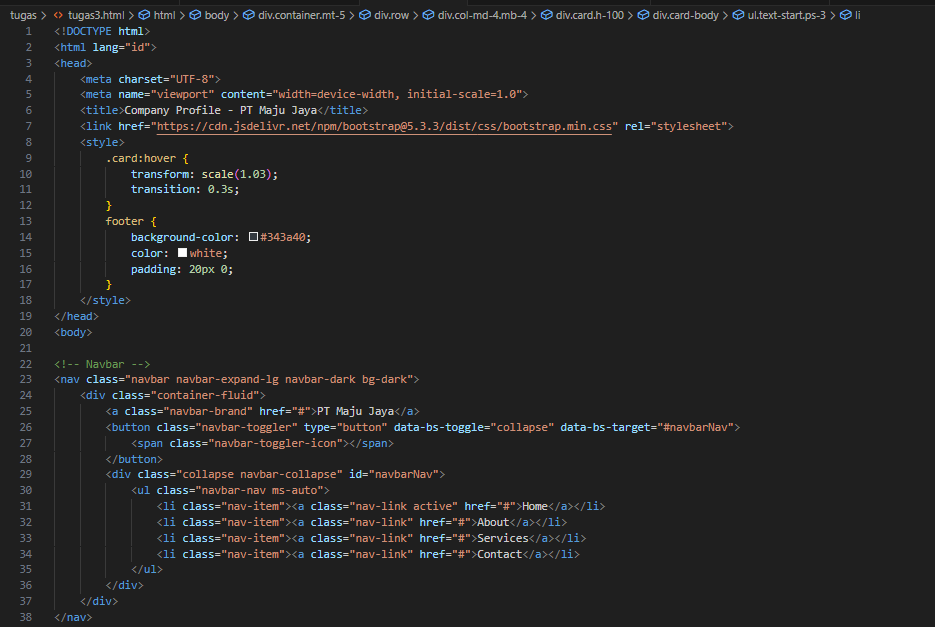 tugas > <> tugas3.html > html > body > div.container.mt-5 > div.row > div.col-md-4.mb-4 > div.card.h-100 > div.card-body > ul.text-start.ps-3 > li
1 <!DOCTYPE html>
2 <html lang="id">
3 <head>
4     <meta charset="UTF-8">
5     <meta name="viewport" content="width=device-width, initial-scale=1.0">
6     <title>Company Profile - PT Maju Jaya</title>
7     <link href="https://cdn.jsdelivr.net/npm/bootstrap@5.3.3/dist/css/bootstrap.min.css" rel="stylesheet">
8     <style>
9         .card:hover {
10             transform: scale(1.03);
11             transition: 0.3s;
12         }
13         footer {
14             background-color: #343a40;
15             color: white;
16             padding: 20px 0;
17         }
18     </style>
19 </head>
20 <body>
21
22 <!-- Navbar -->
23 <nav class="navbar navbar-expand-lg navbar-dark bg-dark">
24     <div class="container-fluid">
25         <a class="navbar-brand" href="#">PT Maju Jaya</a>
26         <button class="navbar-toggler" type="button" data-bs-toggle="collapse" data-bs-target="#navbarNav">
27             <span class="navbar-toggler-icon"></span>
28         </button>
29         <div class="collapse navbar-collapse" id="navbarNav">
30             <ul class="navbar-nav ms-auto">
31                 <li class="nav-item"><a class="nav-link active" href="#">Home</a></li>
32                 <li class="nav-item"><a class="nav-link" href="#">About</a></li>
33                 <li class="nav-item"><a class="nav-link" href="#">Services</a></li>
34                 <li class="nav-item"><a class="nav-link" href="#">Contact</a></li>
35             </ul>
36         </div>
37     </div>
38 </nav>